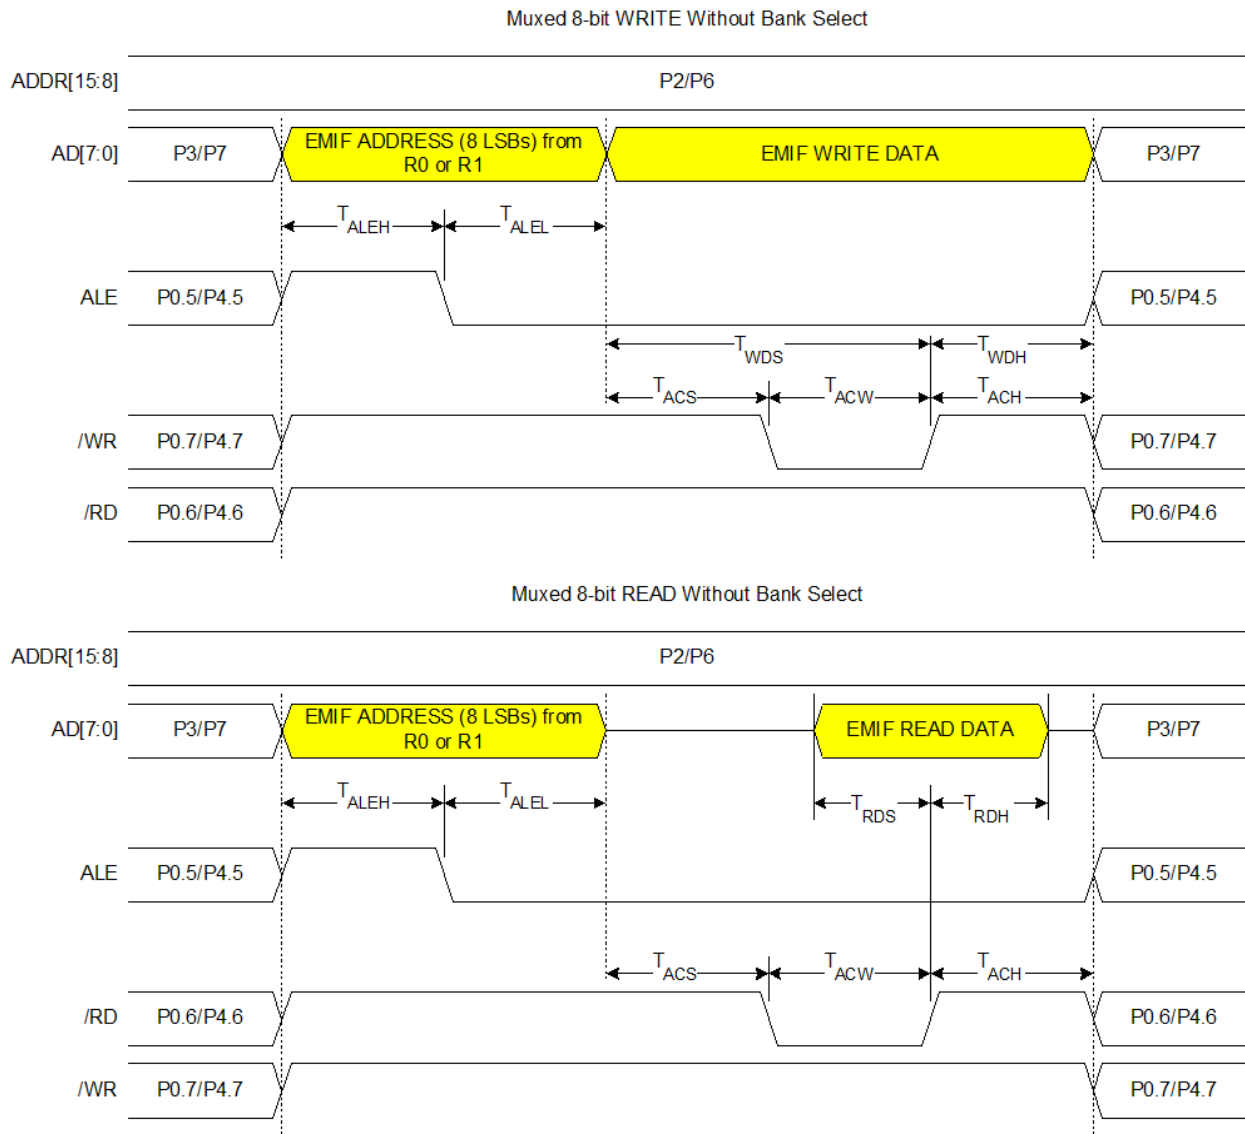 Muxed 8-bit WRITE Without Bank Select
ADDR[15:8] P2/P6
AD[7:0] P3/P7 EMIF ADDRESS (8 LSBs) from R0 or R1 EMIF WRITE DATA P3/P7
TALEH TALEL
ALE P0.5/P4.5 P0.5/P4.5
TWDS TWDH
TACS TACW TACH
/WR P0.7/P4.7 P0.7/P4.7
/RD P0.6/P4.6 P0.6/P4.6
Muxed 8-bit READ Without Bank Select
ADDR[15:8] P2/P6
AD[7:0] P3/P7 EMIF ADDRESS (8 LSBs) from R0 or R1 EMIF READ DATA P3/P7
TALEH TALEL TRDS TRDH
ALE P0.5/P4.5 P0.5/P4.5
TACS TACW TACH
/RD P0.6/P4.6 P0.6/P4.6
/WR P0.7/P4.7 P0.7/P4.7